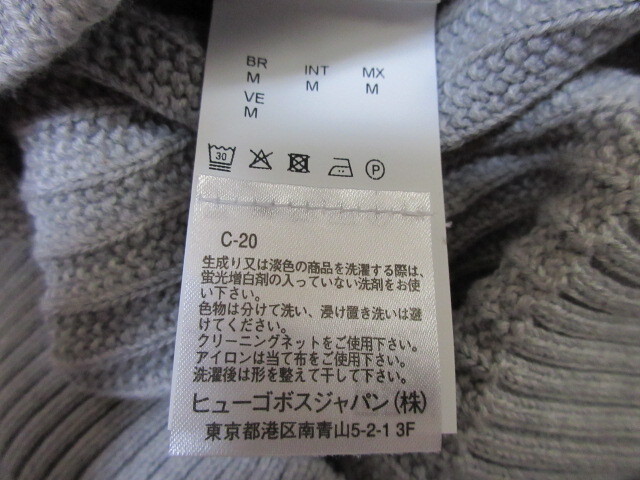 BR INT MX
M M M
VE
M
30 P
C-20
生成り又は淡色の商品を洗濯する際は、
蛍光増白剤の入っていない洗剤をお使
い下さい。
色物は分けて洗い、浸け置き洗いは避
けてください。
クリーニングネットをご使用下さい。
アイロンは当て布をご使用下さい。
洗濯後は形を整えて干して下さい。
ヒューゴボスジャパン(株)
東京都港区南青山5-2-1 3F